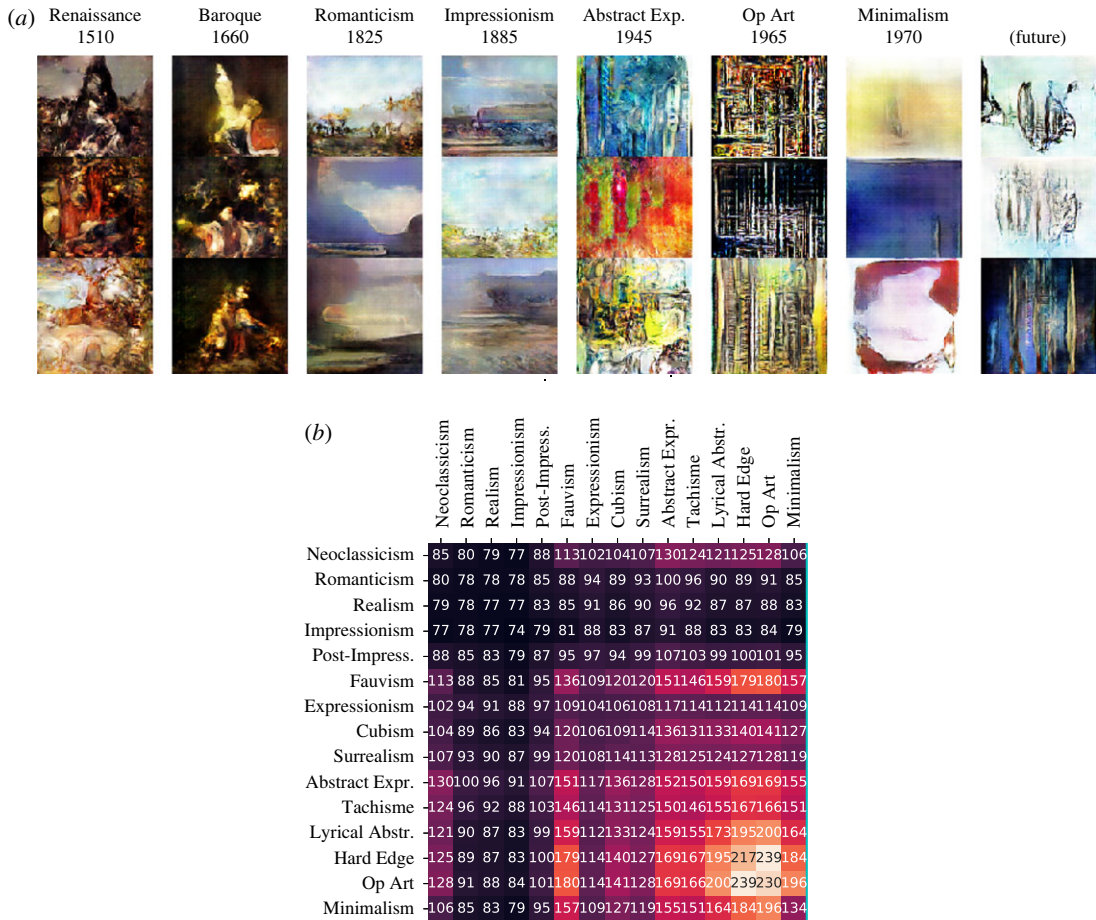 (a) Renaissance Baroque Romanticism Impressionism Abstract Exp. Op Art Minimalism
1510 1660 1825 1885 1945 1965 1970 (future)
(b)
Neoclassicism Romanticism Realism Impressionism Post-Impress. Fauvism Expressionism Cubism Surrealism Abstract Expr. Tachisme Lyrical Abstr. Hard Edge Op Art Minimalism
Neoclassicism 85 80 79 77 88 113 102 104 107 130 124 121 125 128 106
Romanticism 80 78 78 78 85 88 94 89 93 100 96 90 89 91 85
Realism 79 78 77 77 83 85 91 86 90 96 92 87 87 88 83
Impressionism 77 78 77 74 79 81 88 83 87 91 88 83 83 84 79
Post-Impress. 88 85 83 79 87 95 97 94 99 107 103 99 100 101 95
Fauvism 113 88 85 81 95 136 109 120 120 151 146 159 179 180 157
Expressionism 102 94 91 88 97 109 104 106 108 117 114 112 114 114 109
Cubism 104 89 86 83 94 120 106 109 114 136 131 133 140 141 127
Surrealism 107 93 90 87 99 120 108 114 113 128 125 124 127 128 119
Abstract Expr. 130 100 96 91 107 151 117 136 128 152 150 159 169 169 155
Tachisme 124 96 92 88 103 146 114 131 125 150 146 155 167 166 151
Lyrical Abstr. 121 90 87 83 99 159 112 133 124 159 155 173 195 200 164
Hard Edge 125 89 87 83 100 179 114 140 127 169 167 195 217 239 184
Op Art 128 91 88 84 101 180 114 141 128 169 166 200 239 230 196
Minimalism 106 85 83 79 95 157 109 127 119 155 151 164 184 196 134